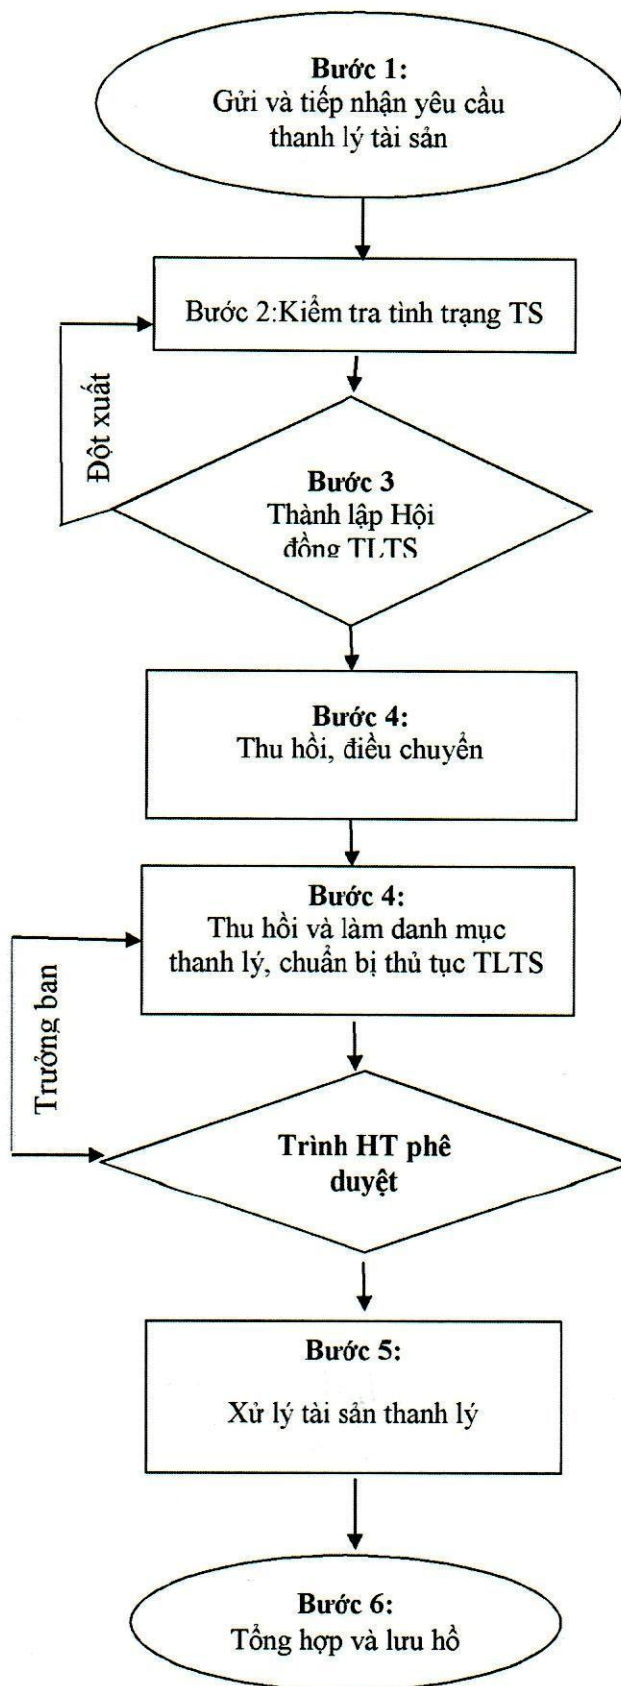 Bước 1:
Gửi và tiếp nhận yêu cầu
thanh lý tài sản
Bước 2:Kiểm tra tình trạng TS
Đột xuất
Bước 3
Thành lập Hội
đồng TLTS
Bước 4:
Thu hồi, điều chuyển
Bước 4:
Thu hồi và làm danh mục
thanh lý, chuẩn bị thủ tục TLTS
Trưởng ban
Trình HT phê
duyệt
Bước 5:
Xử lý tài sản thanh lý
Bước 6:
Tổng hợp và lưu hồ